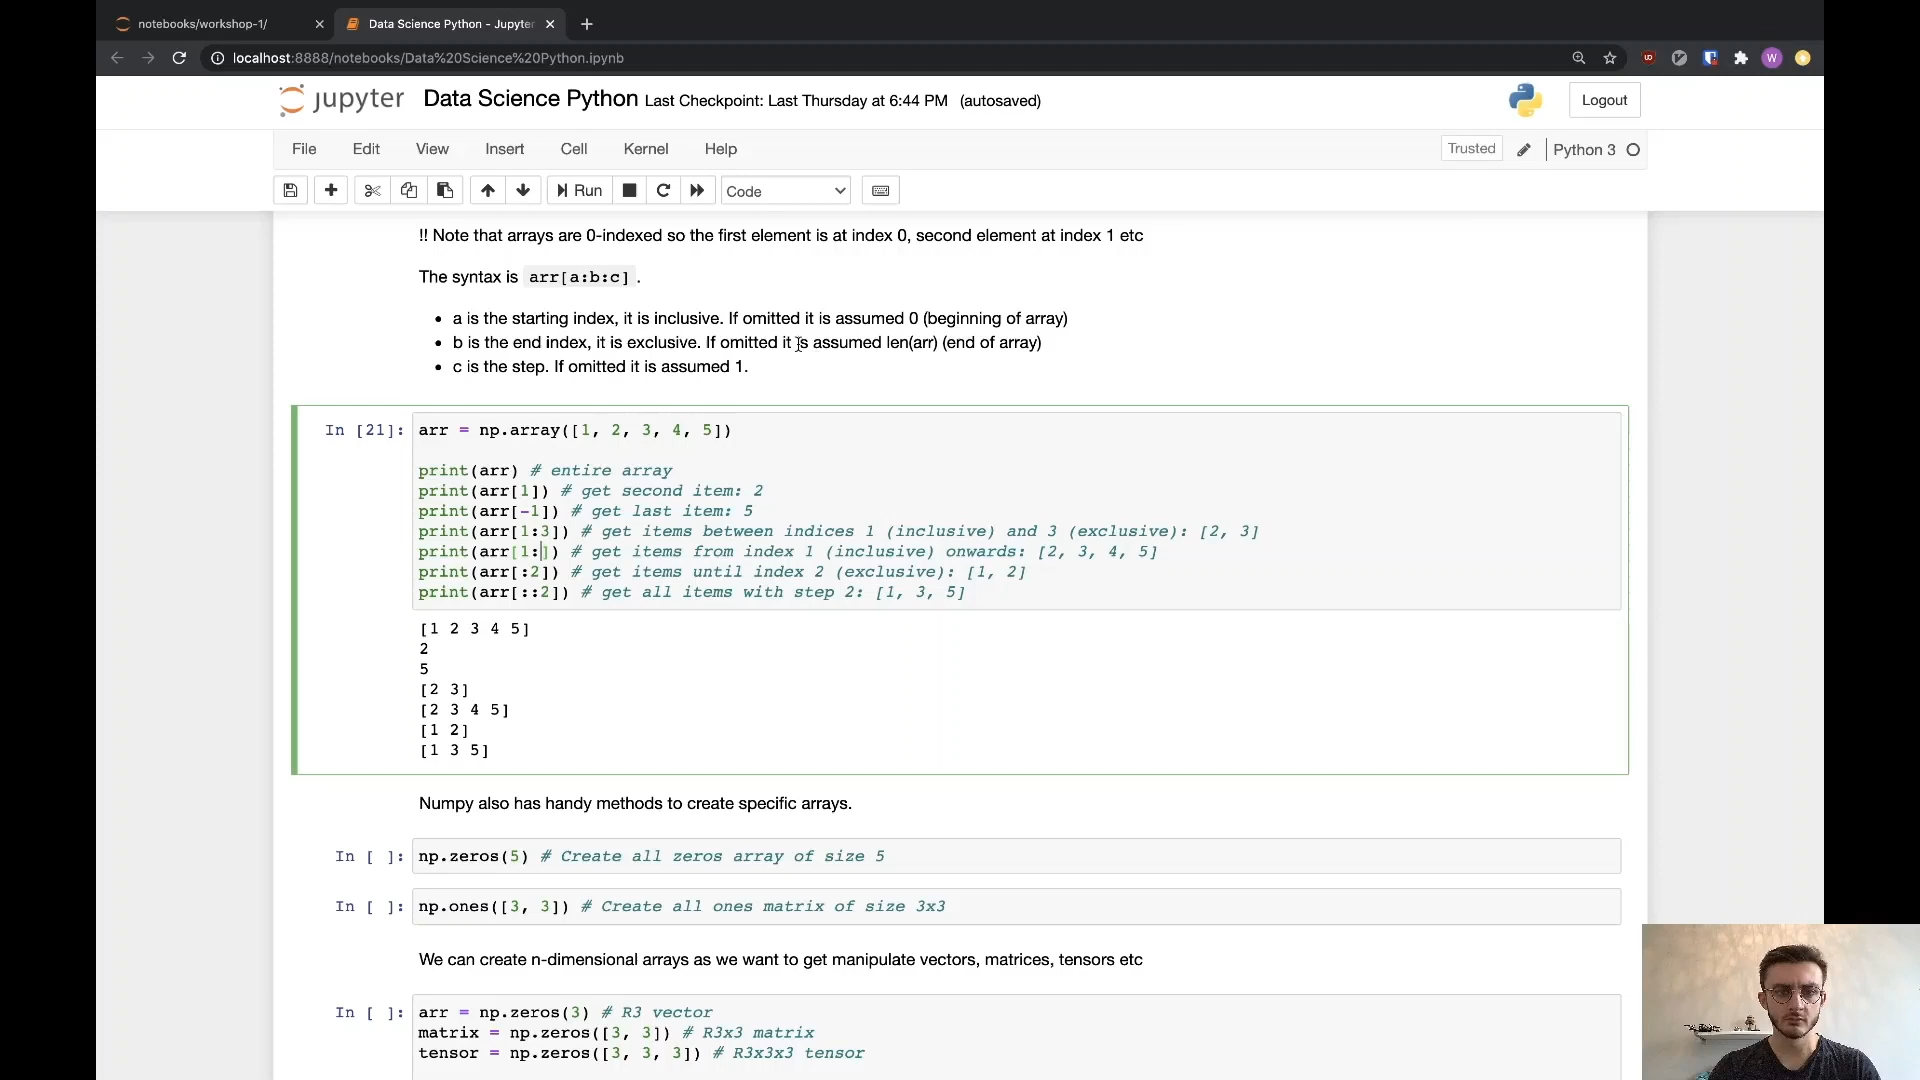 notebooks/workshop-1/
Data Science Python - Jupyter
localhost:8888/notebooks/Data%20Science%20Python.ipynb
W
jupyter Data Science Python Last Checkpoint: Last Thursday at 6:44 PM (autosaved)
Logout
File Edit View Insert Cell Kernel Help
Trusted
Python 3
Run
Code
!! Note that arrays are 0-indexed so the first element is at index 0, second element at index 1 etc
The syntax is arr[a:b:c] .
• a is the starting index, it is inclusive. If omitted it is assumed 0 (beginning of array)
• b is the end index, it is exclusive. If omitted it is assumed len(arr) (end of array)
• c is the step. If omitted it is assumed 1.
In [21]: arr = np.array([1, 2, 3, 4, 5])
print(arr) # entire array
print(arr[1]) # get second item: 2
print(arr[-1]) # get last item: 5
print(arr[1:3]) # get items between indices 1 (inclusive) and 3 (exclusive): [2, 3]
print(arr[1:]) # get items from index 1 (inclusive) onwards: [2, 3, 4, 5]
print(arr[:2]) # get items until index 2 (exclusive): [1, 2]
print(arr[::2]) # get all items with step 2: [1, 3, 5]
[1 2 3 4 5]
2
5
[2 3]
[2 3 4 5]
[1 2]
[1 3 5]
Numpy also has handy methods to create specific arrays.
In [ ]: np.zeros(5) # Create all zeros array of size 5
In [ ]: np.ones([3, 3]) # Create all ones matrix of size 3x3
We can create n-dimensional arrays as we want to get manipulate vectors, matrices, tensors etc
In [ ]: arr = np.zeros(3) # R3 vector
matrix = np.zeros([3, 3]) # R3x3 matrix
tensor = np.zeros([3, 3, 3]) # R3x3x3 tensor